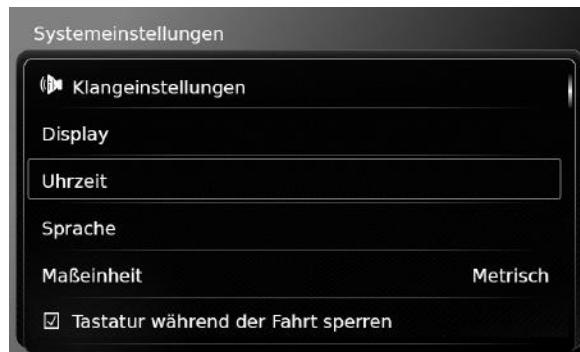 Systemeinstellungen
Klangeinstellungen
Display
Uhrzeit
Sprache
Maßeinheit Metrisch
Tastatur während der Fahrt sperren